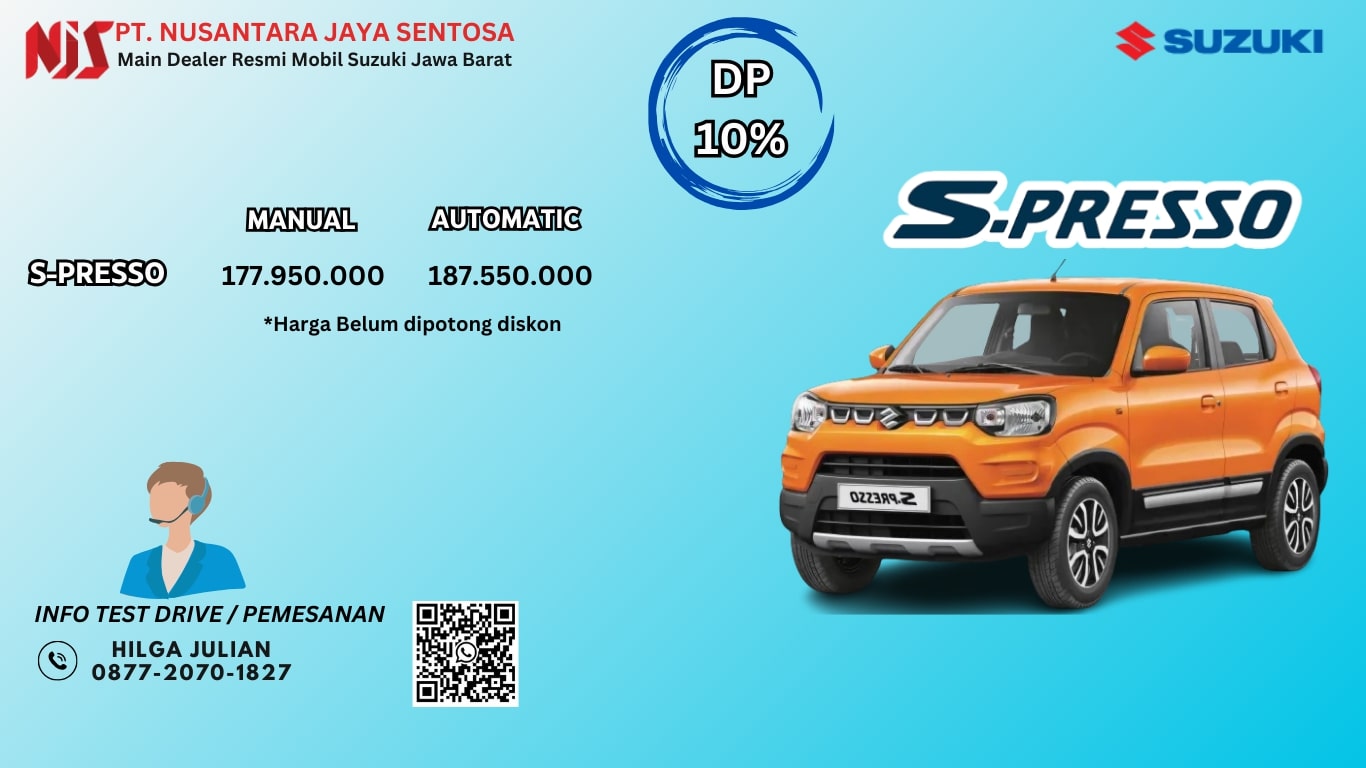 NJS PT. NUSANTARA JAYA SENTOSA
Main Dealer Resmi Mobil Suzuki Jawa Barat
DP
10%
SUZUKI
S-PRESSO
MANUAL AUTOMATIC
S-PRESSO 177.950.000 187.550.000
*Harga Belum dipotong diskon
S-PRESSO
INFO TEST DRIVE / PEMESANAN
HILGA JULIAN
0877-2070-1827